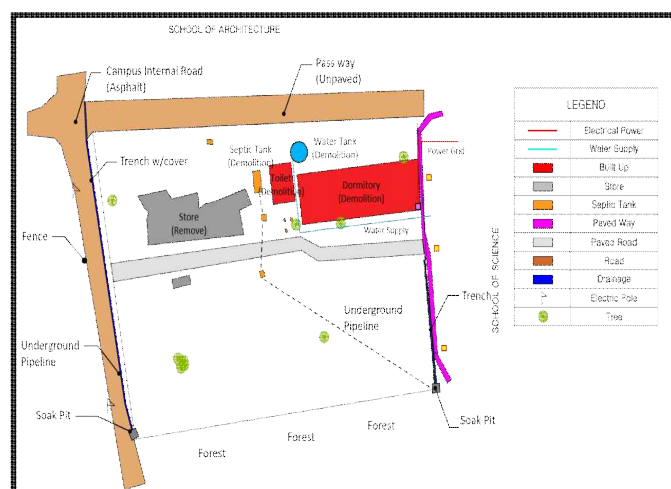 SCHOOL OF ARCHITECTURE
Campus Internal Road
(Asphalt)
Pass way
(Unpaved)
Trench w/cover
Septic Tank
(Demolition)
Water Tank
(Demolition)
Power Grid
Toilet
(Demolition)
Dormitory
(Demolition)
Store
(Remove)
Water Supply
Fence
SCHOOL OF SCIENCE
Trench
Underground
Pipeline
Underground
Pipeline
Soak Pit
Soak Pit
Forest
Forest
Forest
LEGEND
Electrical Power
Water Supply
Built Up
Store
Septic Tank
Paved Way
Paved Road
Road
Drainage
Electric Pole
Tree